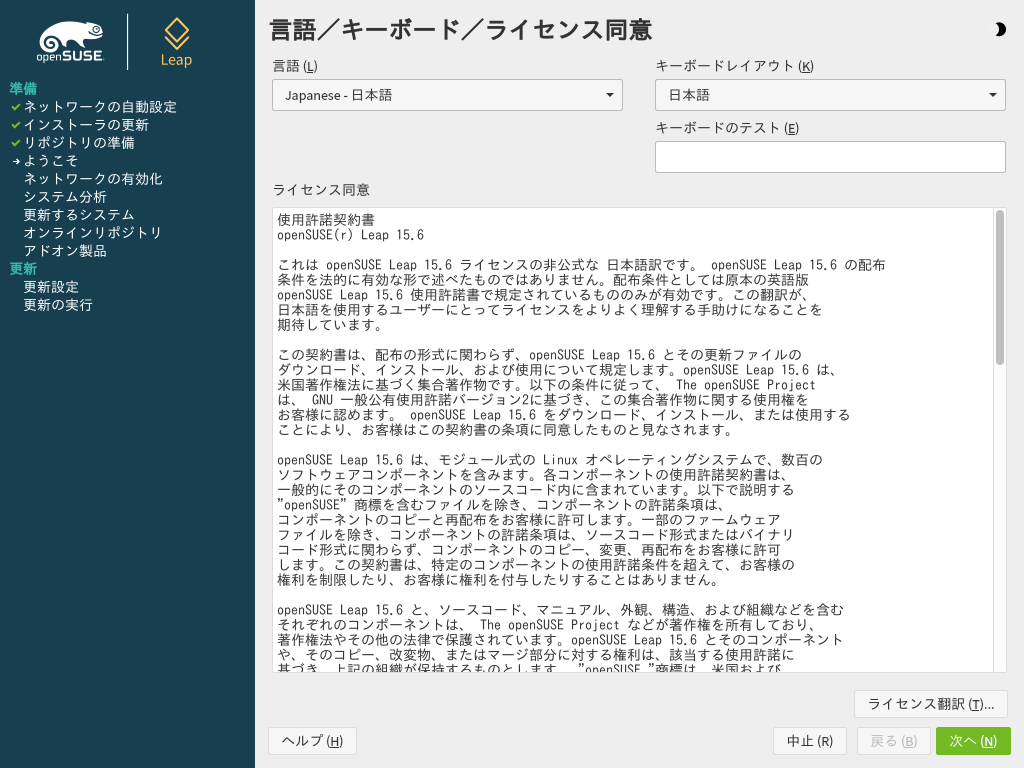 openSUSE.
Leap
準備
ネットワークの自動設定
インストーラの更新
リポジトリの準備
ようこそ
ネットワークの有効化
システム分析
更新するシステム
オンラインリポジトリ
アドオン製品
更新
更新設定
更新の実行
言語／キーボード／ライセンス同意
言語 (L)
キーボードレイアウト (K)
Japanese - 日本語
日本語
キーボードのテスト (E)
ライセンス同意
使用許諾契約書
openSUSE(r) Leap 15.6
これは openSUSE Leap 15.6 ライセンスの非公式な 日本語訳です。 openSUSE Leap 15.6 の配布
条件を法的に有効な形で述べたものではありません。配布条件としては原本の英語版
openSUSE Leap 15.6 使用許諾書で規定されているもののみが有効です。この翻訳が、
日本語を使用するユーザーにとってライセンスをよりよく理解する手助けになることを
期待しています。
この契約書は、配布の形式に関わらず、openSUSE Leap 15.6 とその更新ファイルの
ダウンロード、インストール、および使用について規定します。openSUSE Leap 15.6 は、
米国著作権法に基づく集合著作物です。以下の条件に従って、 The openSUSE Project
は、 GNU 一般公有使用許諾バージョン2に基づき、この集合著作物に関する使用権を
お客様に認めます。 openSUSE Leap 15.6 をダウンロード、インストール、または使用する
ことにより、お客様はこの契約書の条項に同意したものと見なされます。
openSUSE Leap 15.6 は、モジュール式の Linux オペレーティングシステムで、数百の
ソフトウェアコンポーネントを含みます。各コンポーネントの使用許諾契約書は、
一般的にそのコンポーネントのソースコード内に含まれています。以下で説明する
”openSUSE” 商標を含むファイルを除き、コンポーネントの許諾条項は、
コンポーネントのコピーと再配布をお客様に許可します。一部のファームウェア
ファイルを除き、コンポーネントの許諾条項は、ソースコード形式またはバイナリ
コード形式に関わらず、コンポーネントのコピー、変更、再配布をお客様に許可
します。この契約書は、特定のコンポーネントの使用許諾条件を超えて、お客様の
権利を制限したり、お客様に権利を付与したりすることはありません。
openSUSE Leap 15.6 と、ソースコード、マニュアル、外観、構造、および組織などを含む
それぞれのコンポーネントは、 The openSUSE Project などが著作権を所有しており、
著作権法やその他の法律で保護されています。openSUSE Leap 15.6 とそのコンポーネント
や、そのコピー、改変物、またはマージ部分に対する権利は、該当する使用許諾に
基づき、上記の組織が保持するものとします。 ”openSUSE ”商標は、米国および
ライセンス翻訳 (T)...
ヘルプ (H)
中止 (R)
戻る (B)
次へ (N)